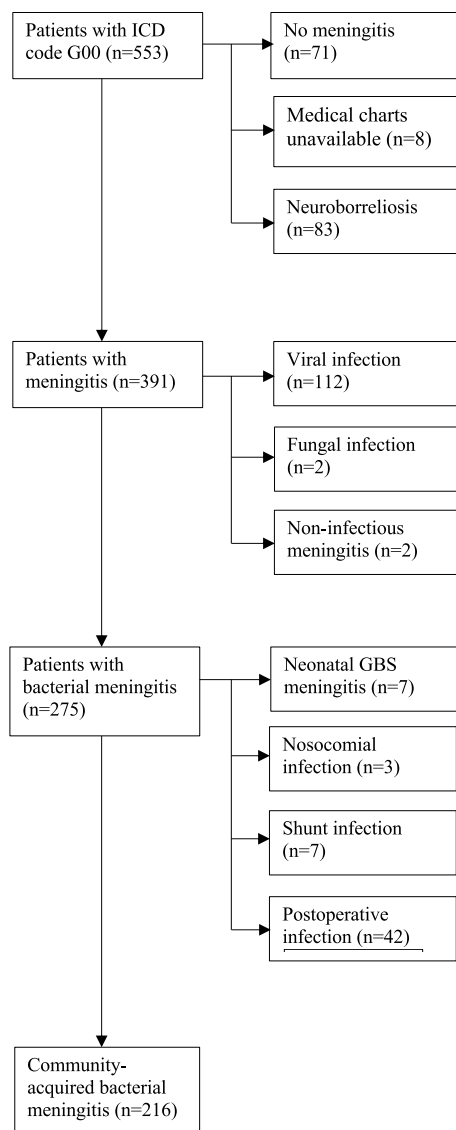 Patients with ICD
code G00 (n=553)
No meningitis
(n=71)
Medical charts
unavailable (n=8)
Neuroborreliosis
(n=83)
Patients with
meningitis (n=391)
Viral infection
(n=112)
Fungal infection
(n=2)
Non-infectious
meningitis (n=2)
Patients with
bacterial meningitis
(n=275)
Neonatal GBS
meningitis (n=7)
Nosocomial
infection (n=3)
Shunt infection
(n=7)
Postoperative
infection (n=42)
Community-
acquired bacterial
meningitis (n=216)